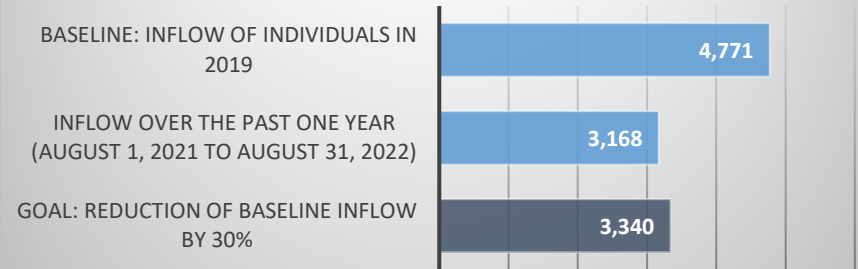 BASELINE: INFLOW OF INDIVIDUALS IN
2019
4,771
INFLOW OVER THE PAST ONE YEAR
(AUGUST 1, 2021 TO AUGUST 31, 2022)
3,168
GOAL: REDUCTION OF BASELINE INFLOW
BY 30%
3,340